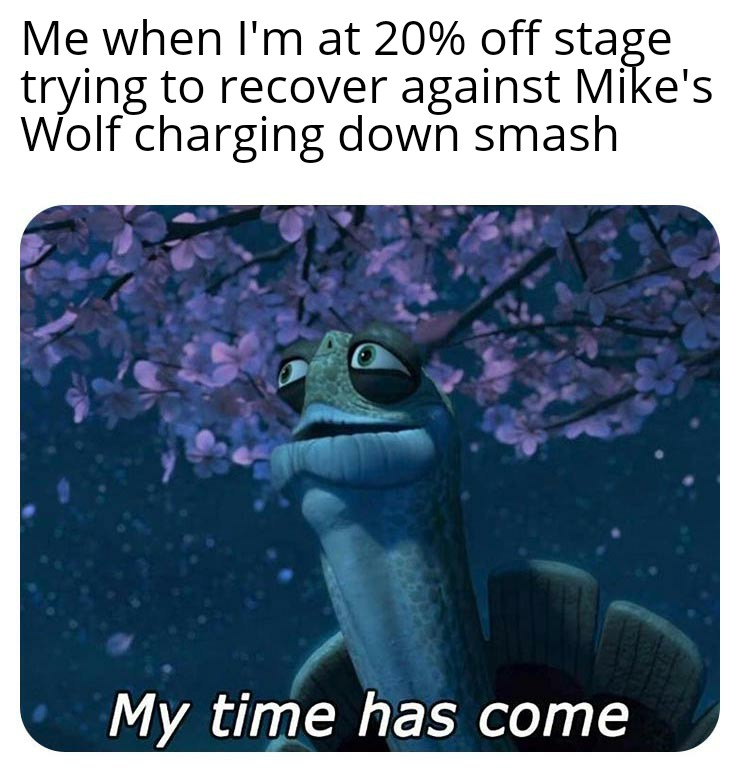 Me when I'm at 20% off stage
trying to recover against Mike's
Wolf charging down smash
My time has come